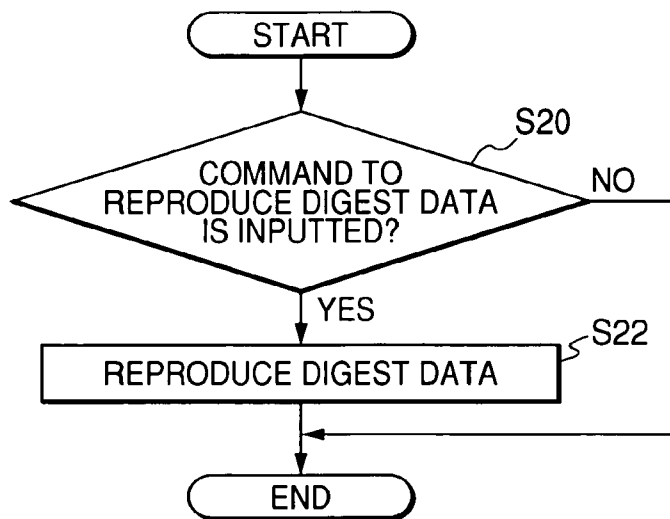 START
S20
COMMAND TO
REPRODUCE DIGEST DATA
IS INPUTTED?
NO
YES
S22
REPRODUCE DIGEST DATA
END